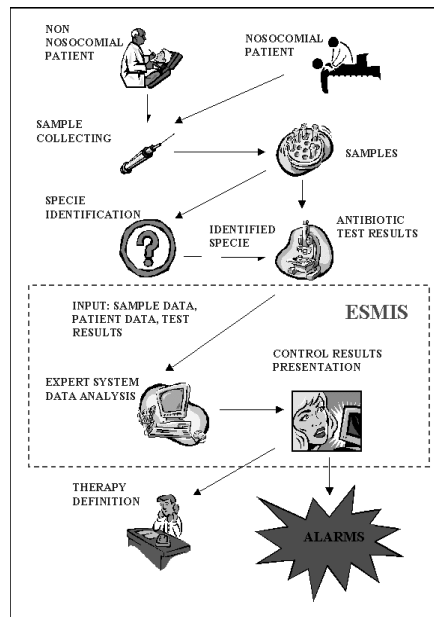 NON
NOSOCOMIAL
PATIENT
NOSOCOMIAL
PATIENT
SAMPLE
COLLECTING
SAMPLES
SPECIE
IDENTIFICATION
IDENTIFIED
SPECIE
ANTIBIOTIC
TEST RESULTS
INPUT: SAMPLE DATA,
PATIENT DATA, TEST
RESULTS
ESMIS
CONTROL RESULTS
PRESENTATION
EXPERT SYSTEM
DATA ANALYSIS
THERAPY
DEFINITION
ALARMS